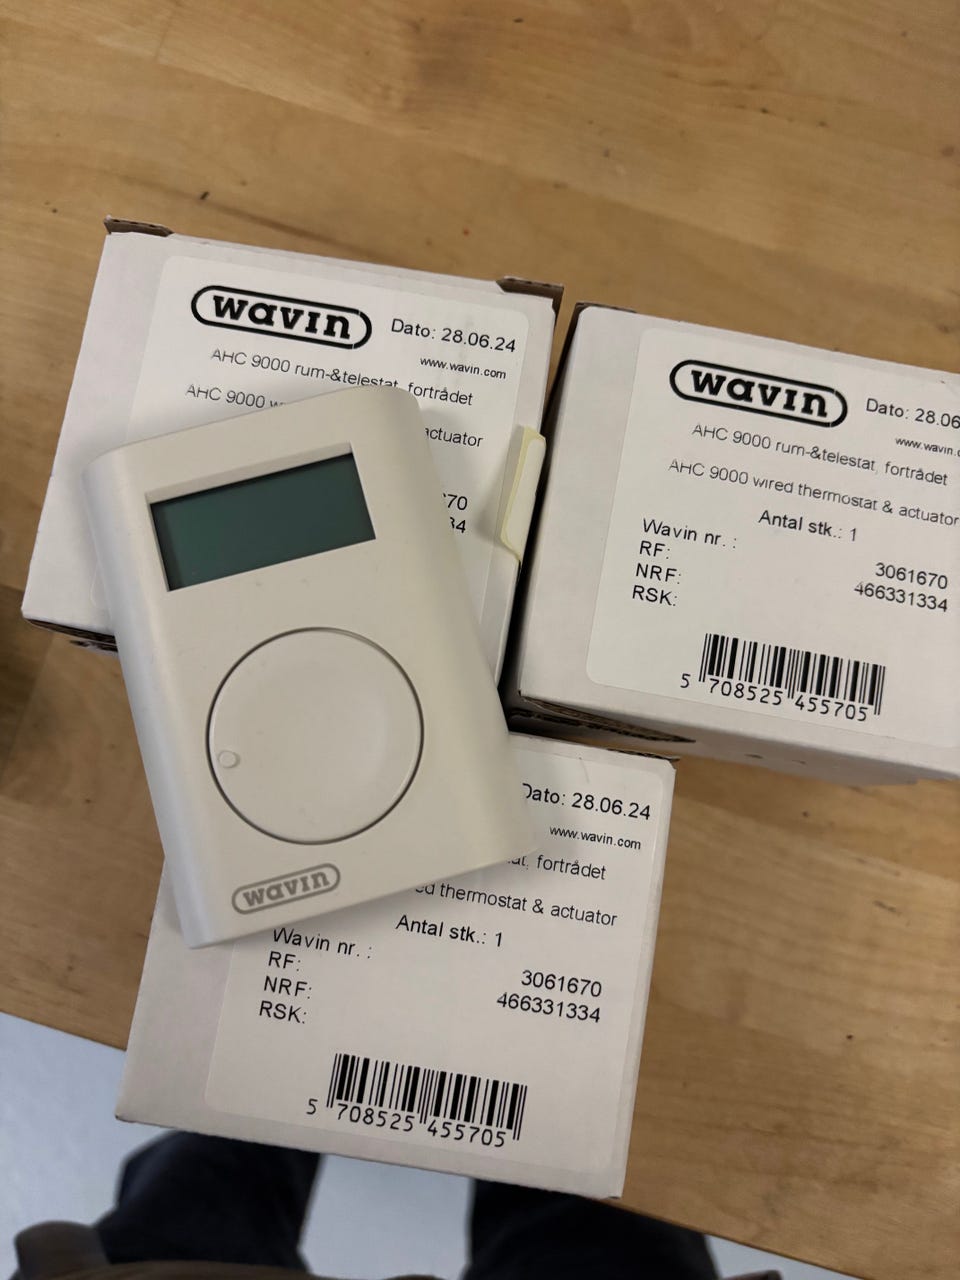 wavin
Dato: 28.06.24
www.wavin.com
AHC 9000 rum-&telestat, fortrådet
AHC 9000
actuator
70
34
wavin
Dato: 28.06
www.wavin.
AHC 9000 rum-&telestat, fortrådet
AHC 9000 wired thermostat & actuator
Antal stk.: 1
Wavin nr. :
RF: 3061670
NRF: 466331334
RSK:
5 708525 455705
wavin
Dato: 28.06.24
www.wavin.com
fortrådet
thermostat & actuator
Antal stk.: 1
Wavin nr. :
RF: 3061670
NRF: 466331334
RSK:
5 708525 455705